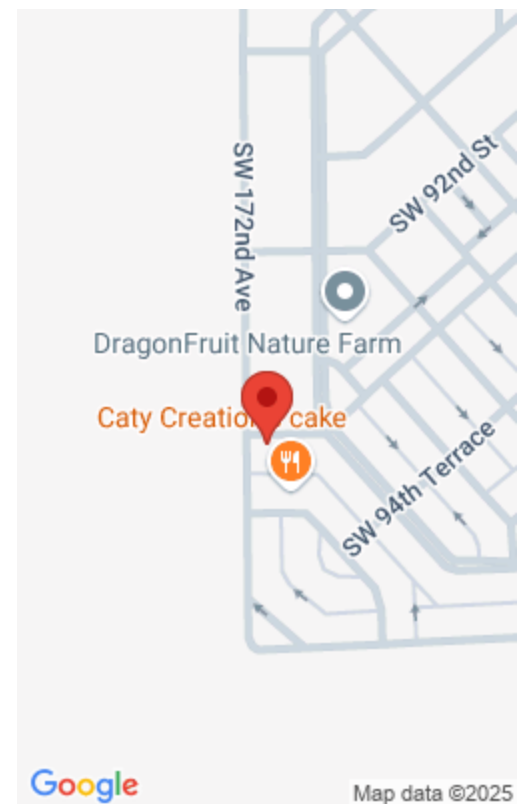 SW 92nd St
SW 172nd Ave
DragonFruit Nature Farm
Caty Creation cake
SW 94th Terrace
Google
Map data ©2025